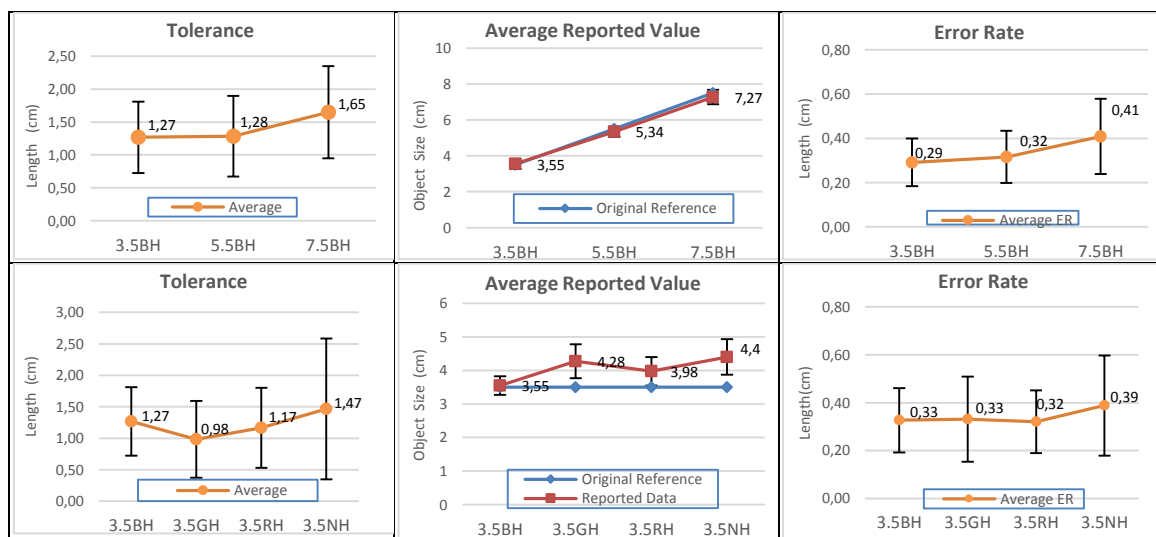 Tolerance
2,50
2,00
1,50
1,00
0,50
0,00
Length (cm)
1,27
1,28
1,65
Average
3.5BH 5.5BH 7.5BH
Average Reported Value
10
8
6
4
2
0
Object Size (cm)
3,55
5,34
7,27
Original Reference
3.5BH 5.5BH 7.5BH
Error Rate
0,80
0,60
0,40
0,20
0,00
Length (cm)
0,29
0,32
0,41
Average ER
3.5BH 5.5BH 7.5BH
Tolerance
3,00
2,50
2,00
1,50
1,00
0,50
0,00
Length (cm)
1,27
0,98
1,17
1,47
Average
3.5BH 3.5GH 3.5RH 3.5NH
Average Reported Value
6
5
4
3
2
1
0
Object Size (cm)
3,55
4,28
3,98
4,4
Original Reference
Reported Data
3.5BH 3.5GH 3.5RH 3.5NH
Error Rate
0,80
0,60
0,40
0,20
0,00
Length(cm)
0,33
0,33
0,32
0,39
Average ER
3.5BH 3.5GH 3.5RH 3.5NH